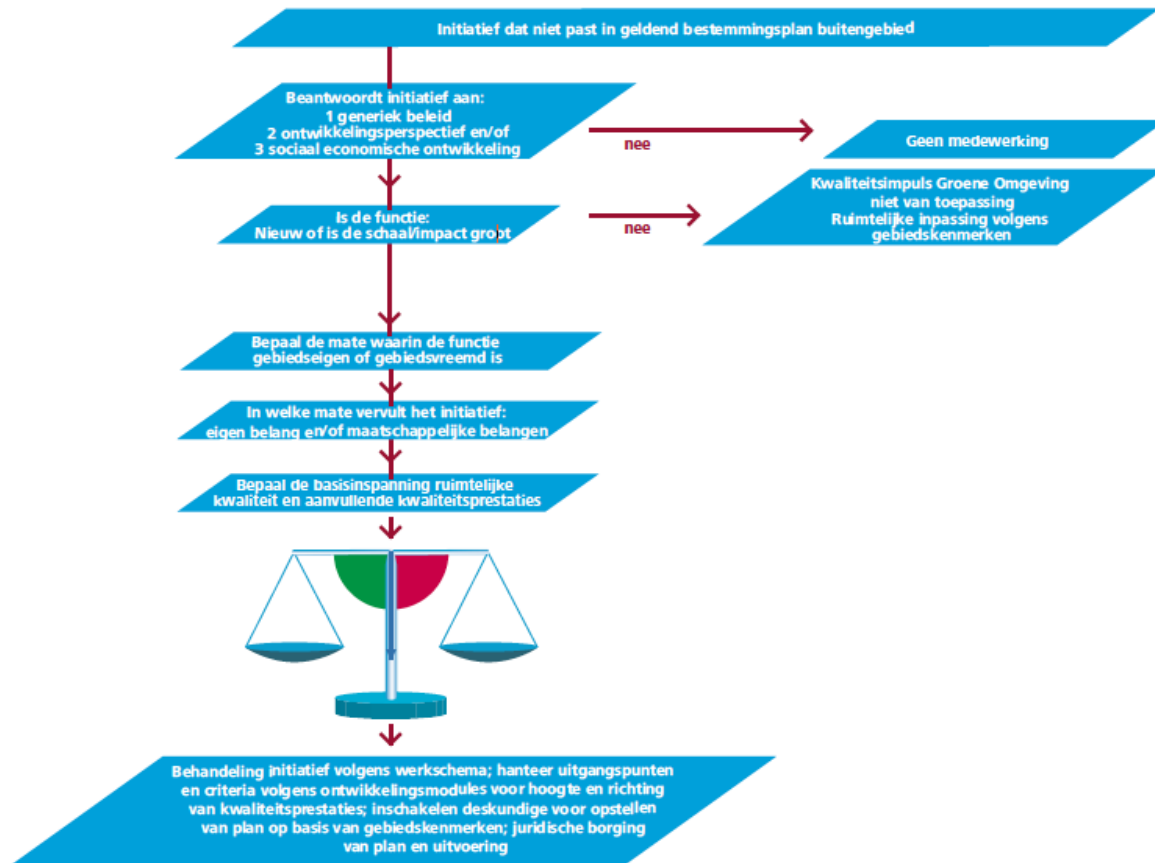 Initiatief dat niet past in geldend bestemmingsplan buitengebied
Beantwoordt initiatief aan:
1 generiek beleid
2 ontwikkelingsperspectief en/of
3 sociaal economische ontwikkeling
nee
Geen medewerking
Is de functie:
Nieuw of is de schaal/impact groot
nee
Kwaliteitsimpuls Groene Omgeving
niet van toepassing
Ruimtelijke inpassing volgens
gebiedskenmerken
Bepaal de mate waarin de functie
gebiedseigen of gebiedsvreemd is
In welke mate vervult het initiatief:
eigen belang en/of maatschappelijke belangen
Bepaal de basisinspanning ruimtelijke
kwaliteit en aanvullende kwaliteitsprestaties
Behandeling initiatief volgens werkschema; hanteer uitgangspunten
en criteria volgens ontwikkelingsmodules voor hoogte en richting
van kwaliteitsprestaties; inschakelen deskundige voor opstellen
van plan op basis van gebiedskenmerken; juridische borging
van plan en uitvoering